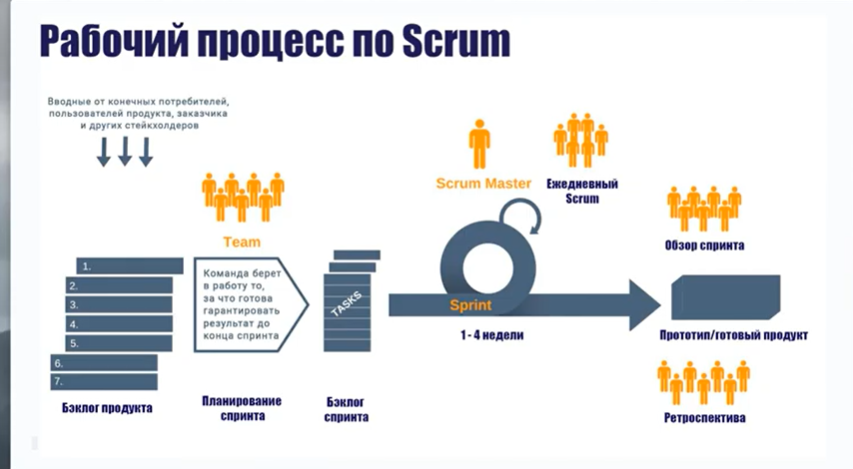 Рабочий процесс по Scrum
Вводные от конечных потребителей,
пользователей продукта, заказчика
и других стейкхолдеров
1.
2.
3.
4.
5.
6.
7.
Бэклог продукта
Team
Команда берет
в работу то,
за что готова
гарантировать
результат до
конца спринта
Планирование
спринта
TASKS
Бэклог
спринта
Scrum Master
Ежедневный
Scrum
Sprint
1 - 4 недели
Обзор спринта
Прототип/готовый продукт
Ретроспектива